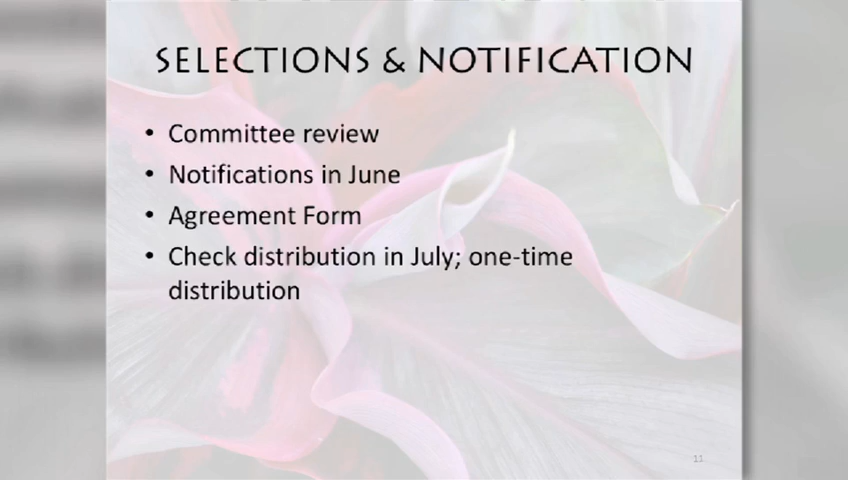 SELECTIONS & NOTIFICATION
• Committee review
• Notifications in June
• Agreement Form
• Check distribution in July; one-time
distribution
11